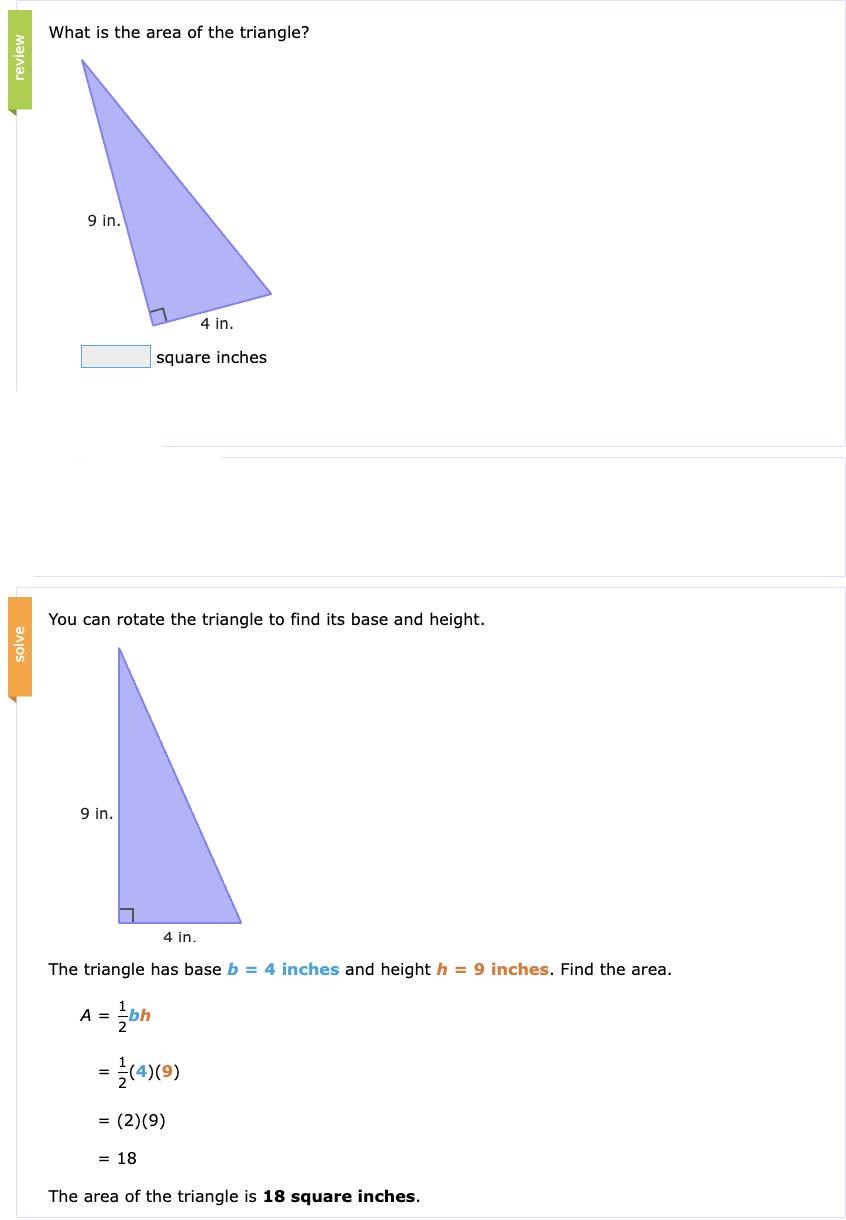 review
What is the area of the triangle?
9 in.
4 in.
square inches
solve
You can rotate the triangle to find its base and height.
9 in.
4 in.
The triangle has base b = 4 inches and height h = 9 inches. Find the area.
A = 1/2 bh
= 1/2 (4)(9)
= (2)(9)
= 18
The area of the triangle is 18 square inches.